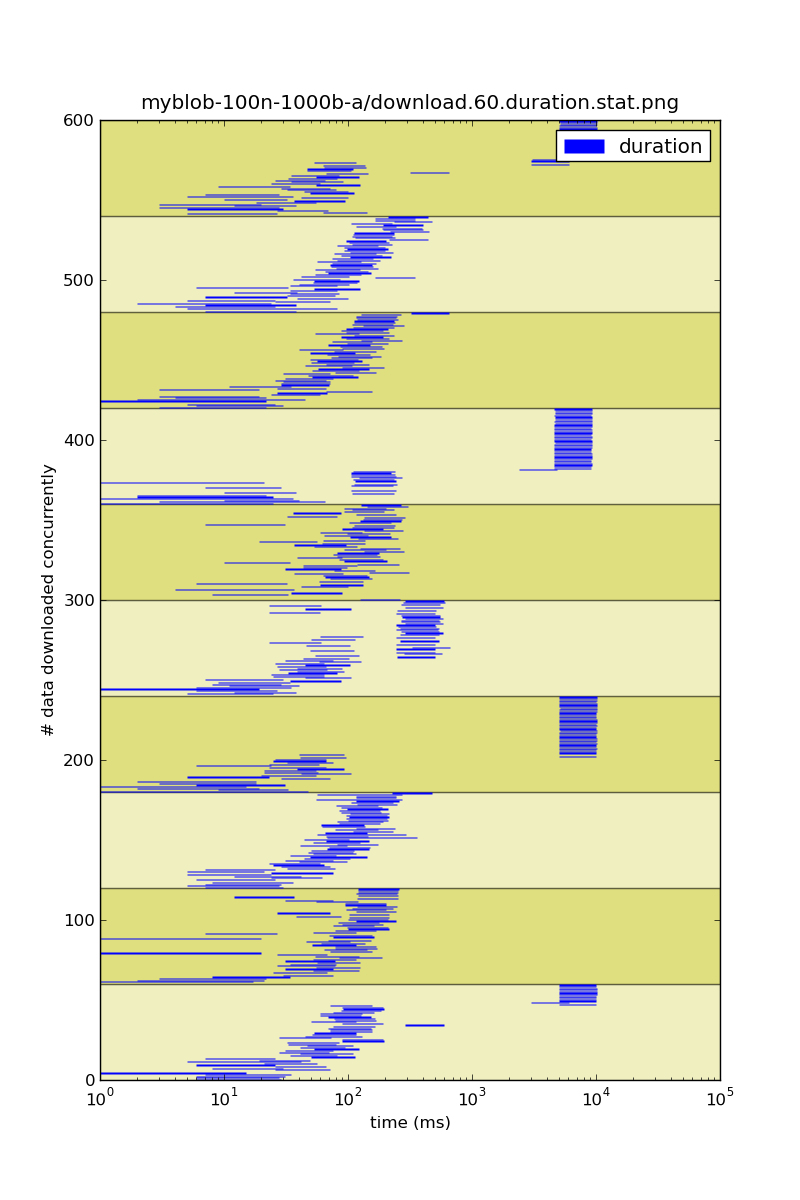 myblob-100n-1000b-a/download.60.duration.stat.png
duration
600
500
400
300
200
100
0
# data downloaded concurrently
10^0 10^1 10^2 10^3 10^4 10^5
time (ms)